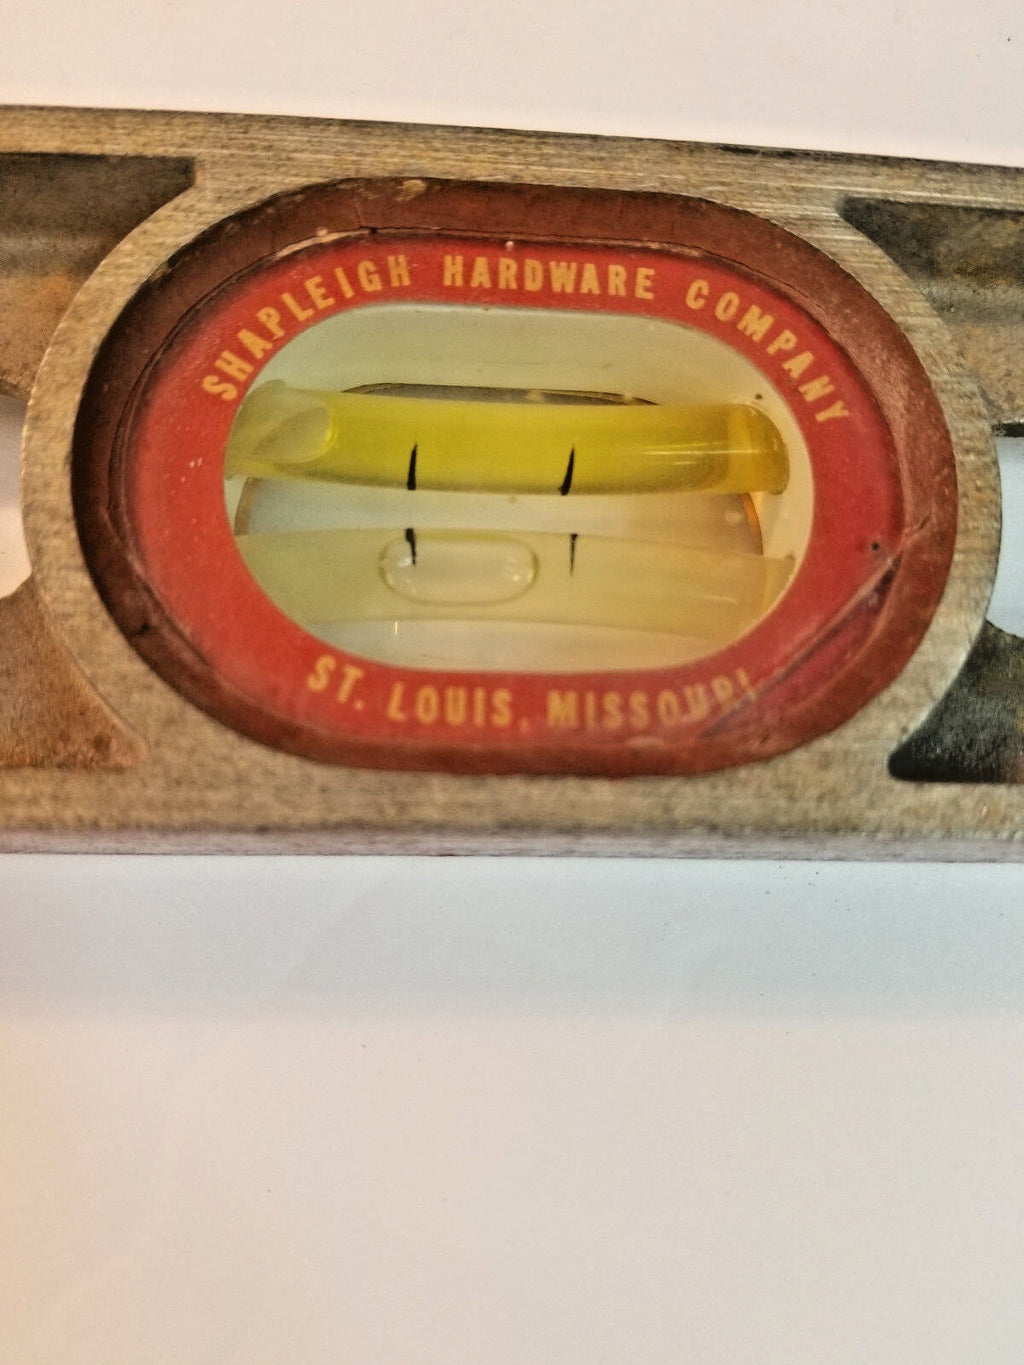 SHAPLEIGH HARDWARE COMPANY
ST. LOUIS, MISSOURI